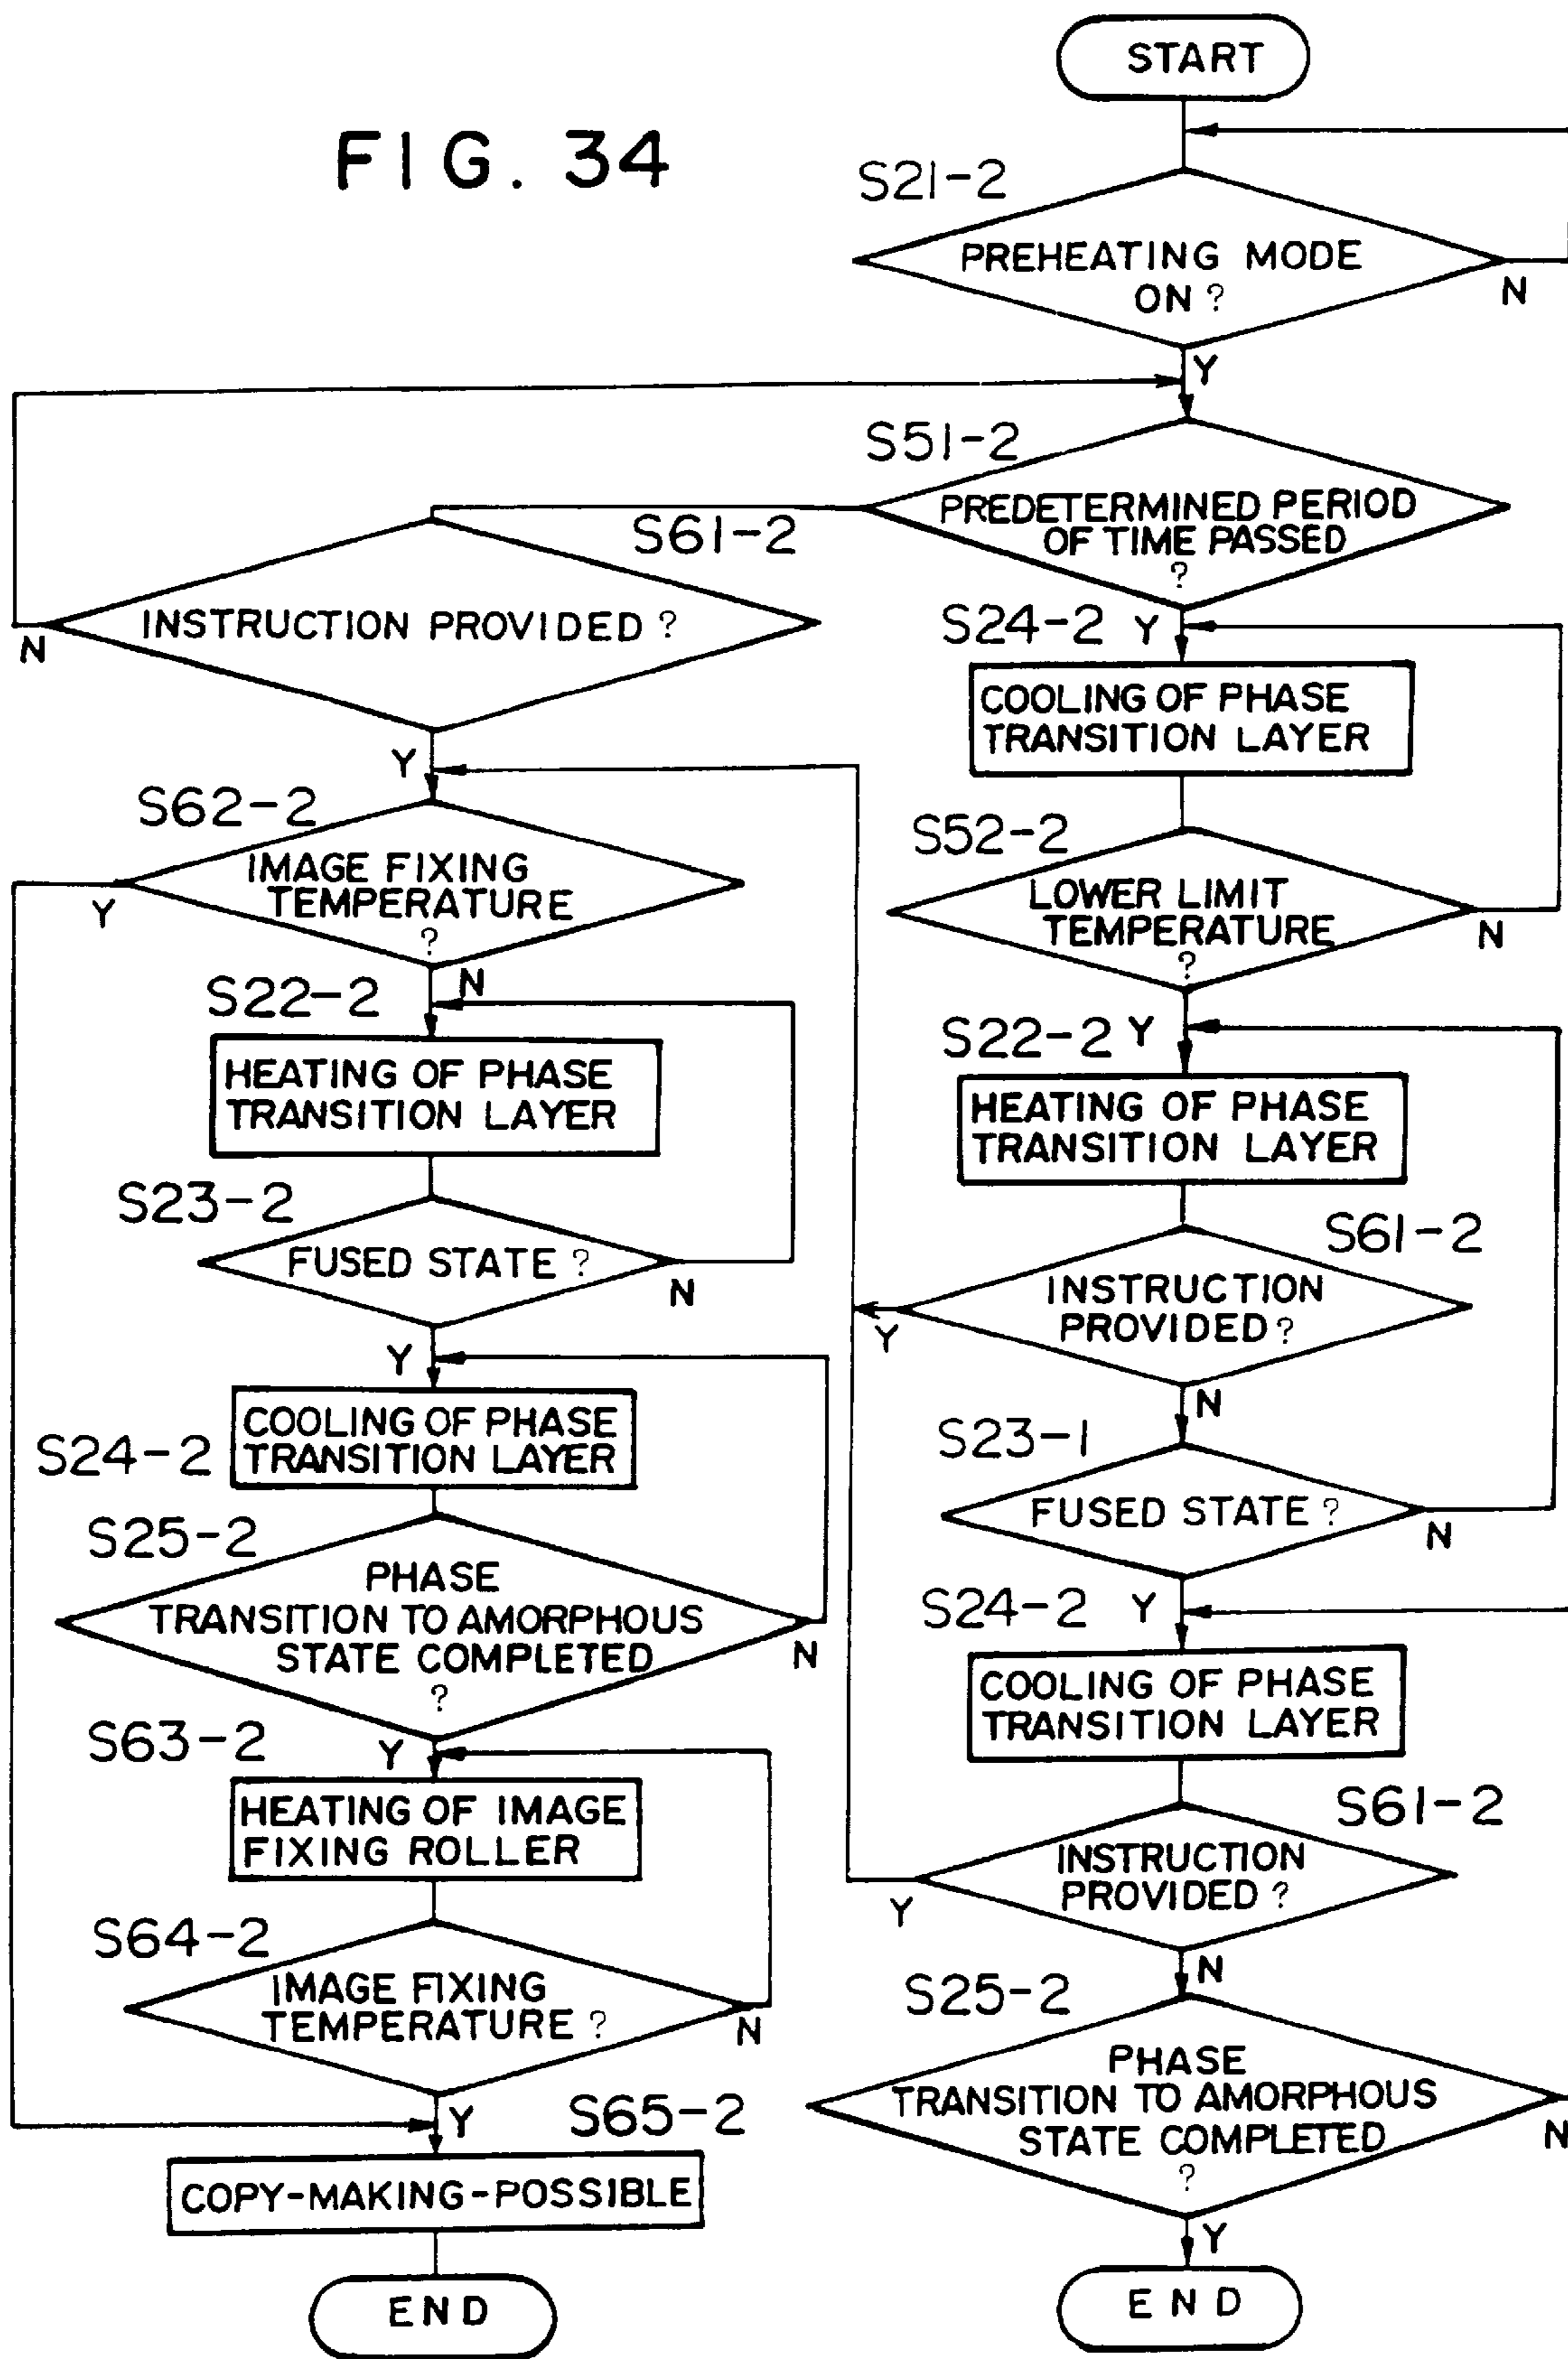 FIG. 34
START
S21-2
PREHEATING MODE
ON ?
N
Y
S51-2
PREDETERMINED PERIOD
OF TIME PASSED
?
S61-2
INSTRUCTION PROVIDED ?
N
Y
S24-2
Y
COOLING OF PHASE
TRANSITION LAYER
S52-2
LOWER LIMIT
TEMPERATURE
?
N
S22-2
Y
HEATING OF PHASE
TRANSITION LAYER
S61-2
INSTRUCTION
PROVIDED ?
Y
N
S23-1
FUSED STATE ?
N
S24-2
Y
COOLING OF PHASE
TRANSITION LAYER
S61-2
INSTRUCTION
PROVIDED ?
Y
N
S25-2
PHASE
TRANSITION TO AMORPHOUS
STATE COMPLETED
?
N
Y
END
S62-2
IMAGE FIXING
TEMPERATURE
?
Y
N
S22-2
HEATING OF PHASE
TRANSITION LAYER
S23-2
FUSED STATE ?
N
Y
S24-2
COOLING OF PHASE
TRANSITION LAYER
S25-2
PHASE
TRANSITION TO AMORPHOUS
STATE COMPLETED
?
N
S63-2
Y
HEATING OF IMAGE
FIXING ROLLER
S64-2
IMAGE FIXING
TEMPERATURE ?
N
Y
S65-2
COPY-MAKING-POSSIBLE
END